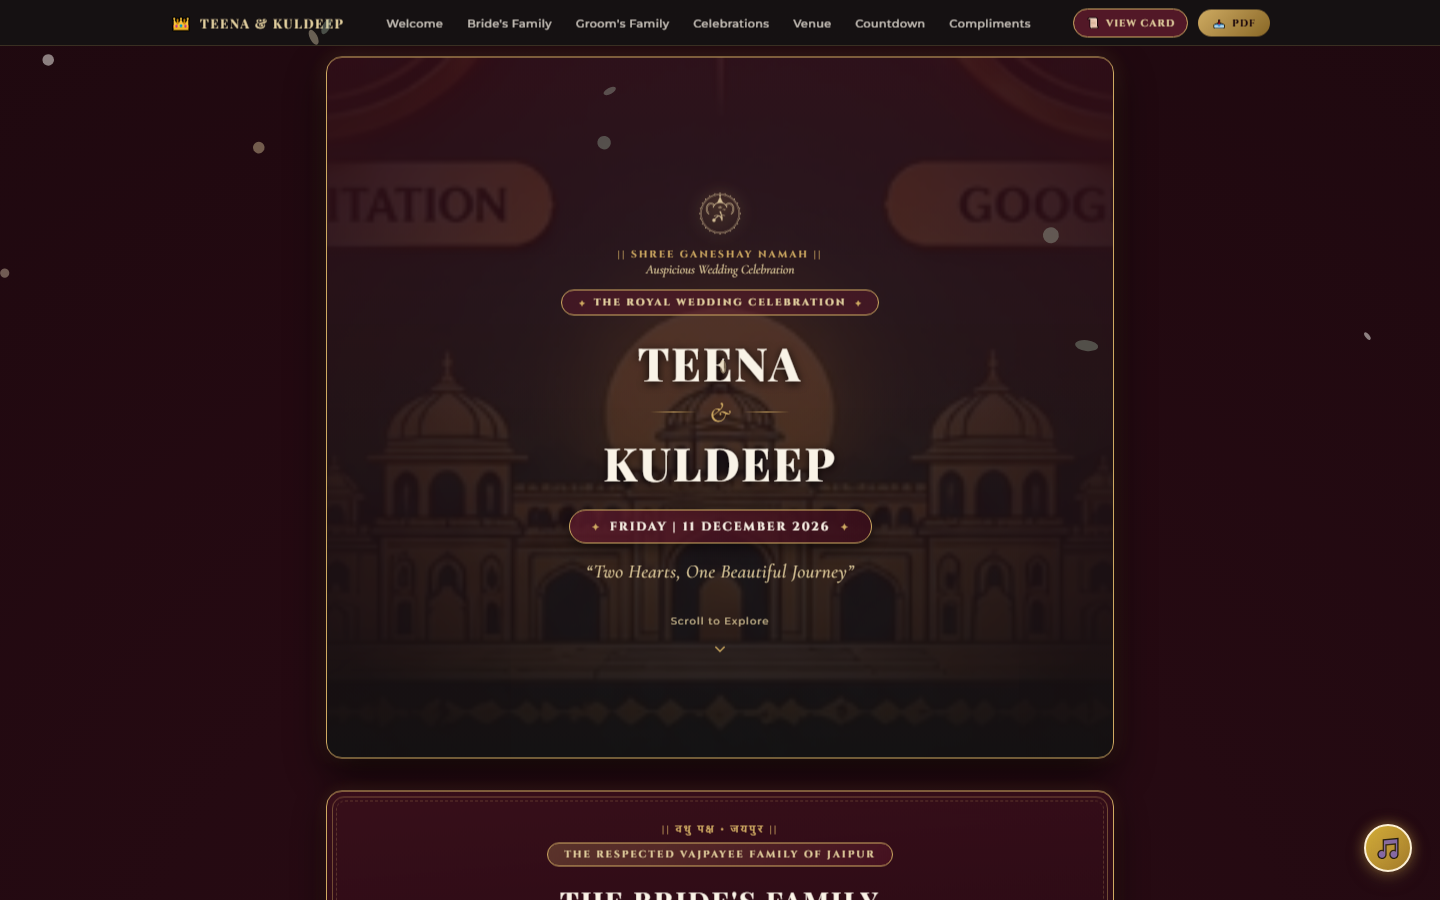 TEENA & KULDEEP
Welcome
Bride's Family
Groom's Family
Celebrations
Venue
Countdown
Compliments
VIEW CARD
PDF
ITATION
GOOG
|| SHREE GANESHAY NAMAH ||
Auspicious Wedding Celebration
✦ THE ROYAL WEDDING CELEBRATION ✦
TEENA
&
KULDEEP
✦ FRIDAY | 11 DECEMBER 2026 ✦
“Two Hearts, One Beautiful Journey”
Scroll to Explore
|| वधु पक्ष • जयपुर ||
THE RESPECTED VAJPAYEE FAMILY OF JAIPUR
THE BRIDE'S FAMILY